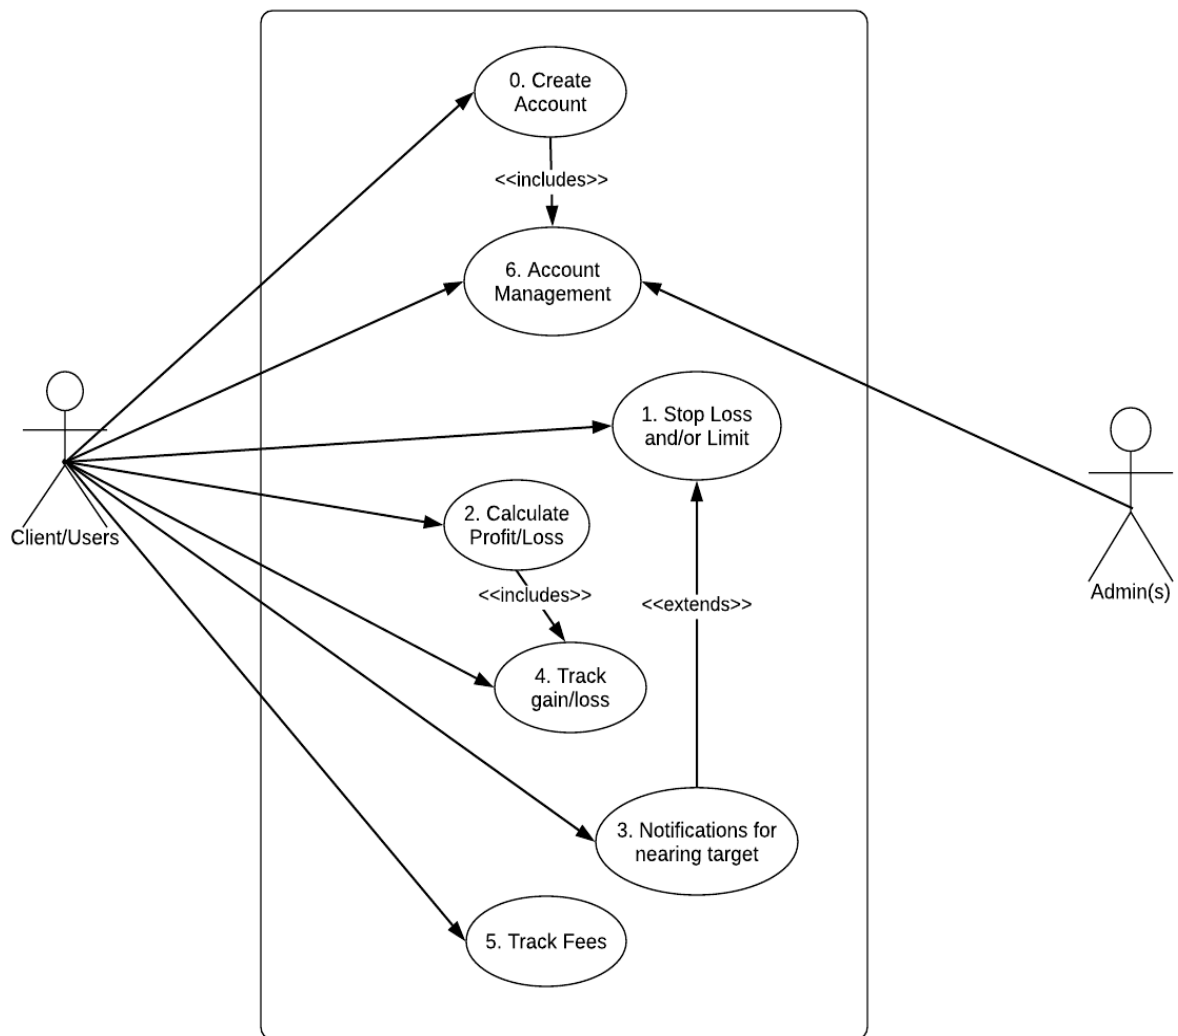 0. Create
Account
<<includes>>
6. Account
Management
1. Stop Loss
and/or Limit
2. Calculate
Profit/Loss
Client/Users
<<includes>>
<<extends>>
Admin(s)
4. Track
gain/loss
3. Notifications for
nearing target
5. Track Fees